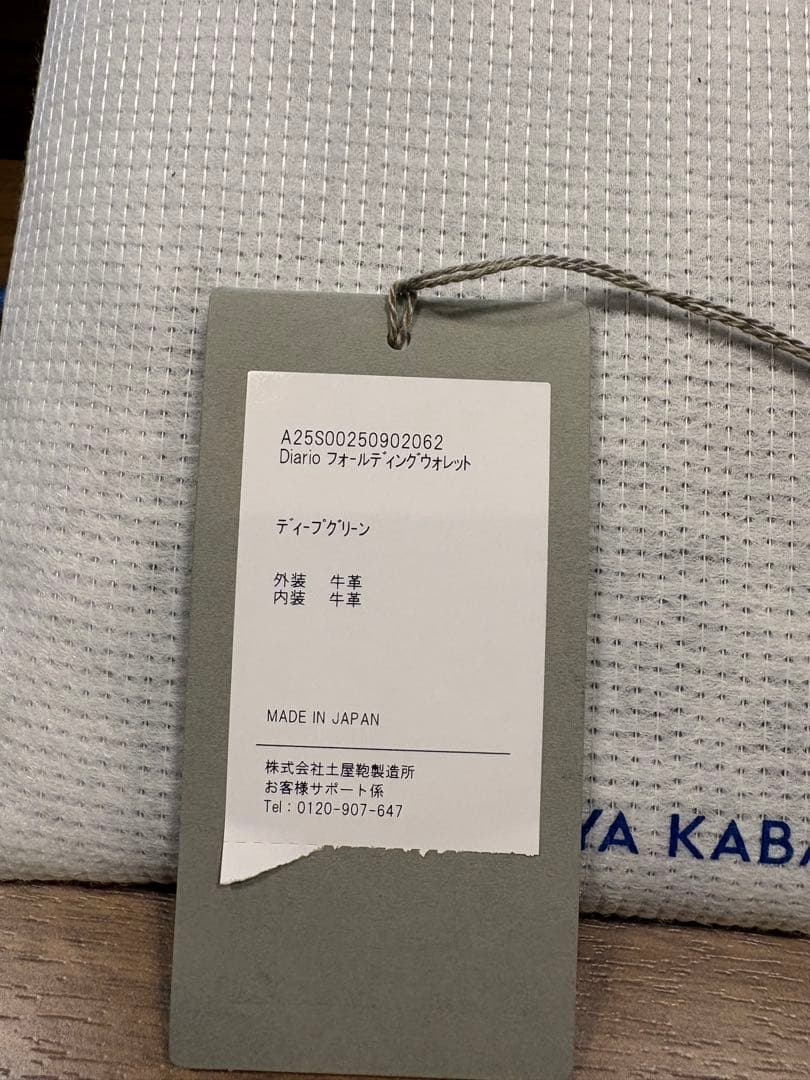 A25S00250902062
Diario フォールディングウォレット
ディープグリーン
外装 牛革
内装 牛革
MADE IN JAPAN
株式会社土屋鞄製造所
お客様サポート係
Tel：0120-907-647
YA KABA